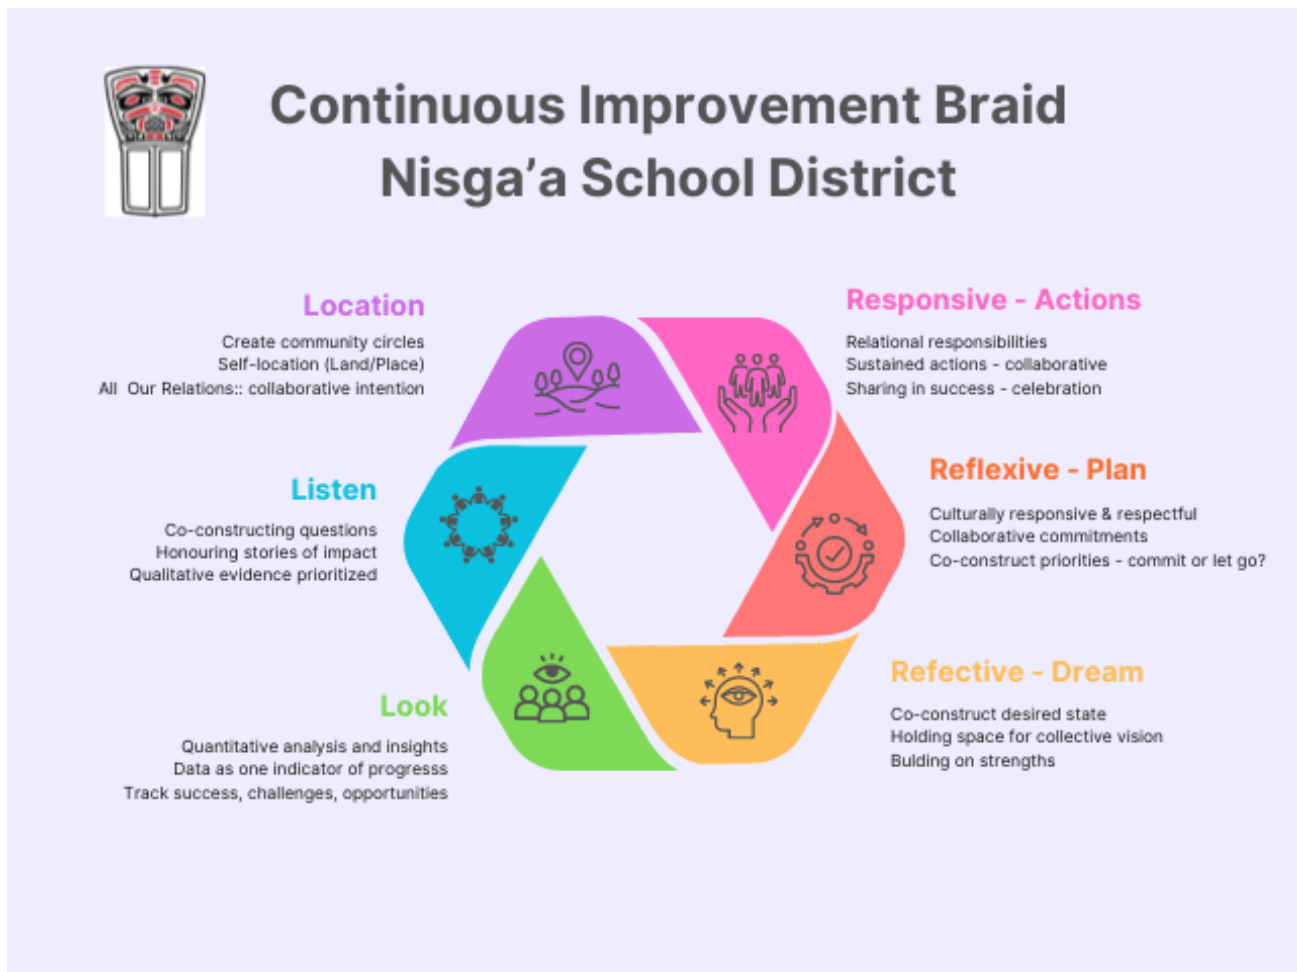 Continuous Improvement Braid
Nisga’a School District
Location
Create community circles
Self-location (Land/Place)
All  Our Relations:: collaborative intention
Listen
Co-constructing questions
Honouring stories of impact
Qualitative evidence prioritized
Look
Quantitative analysis and insights
Data as one indicator of progresss
Track success, challenges, opportunities
Responsive - Actions
Relational responsibilities
Sustained actions - collaborative
Sharing in success - celebration
Reflexive - Plan
Culturally responsive & respectful
Collaborative commitments
Co-construct priorities - commit or let go?
Refective - Dream
Co-construct desired state
Holding space for collective vision
Bulding on strengths